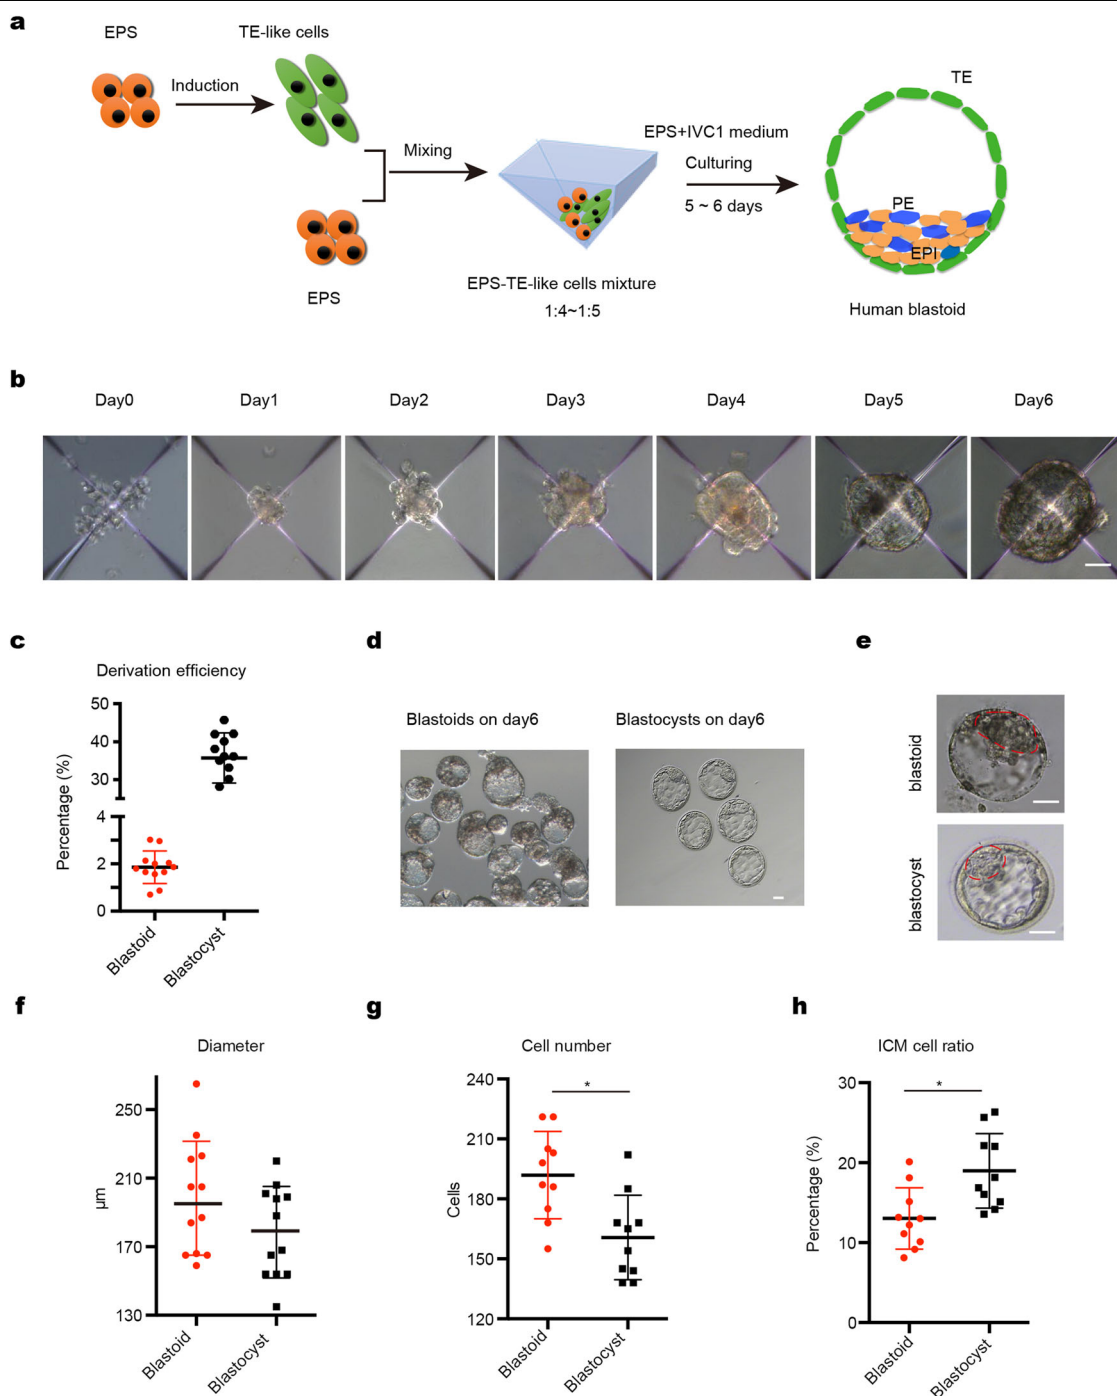 a
EPS
TE-like cells
Induction
Mixing
EPS
EPS-TE-like cells mixture
1:4~1:5
EPS+IVC1 medium
Culturing
5 ~ 6 days
TE
PE
EPI
Human blastoid
b
Day0 Day1 Day2 Day3 Day4 Day5 Day6
c
Derivation efficiency
Percentage (%)
50
40
30
4
2
0
Blastoid
Blastocyst
d
Blastoids on day6
Blastocysts on day6
e
blastoid
blastocyst
f
Diameter
µm
250
210
170
130
Blastoid
Blastocyst
g
Cell number
Cells
*
240
210
180
150
120
Blastoid
Blastocyst
h
ICM cell ratio
Percentage (%)
*
30
20
10
0
Blastoid
Blastocyst